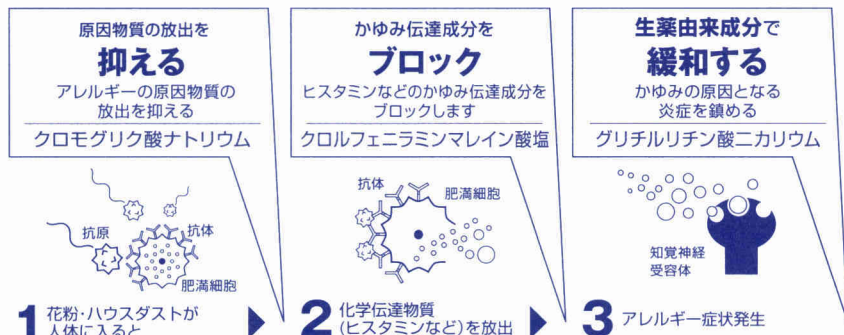 原因物質の放出を
抑える
アレルギーの原因物質の
放出を抑える
クロモグリク酸ナトリウム
抗原
抗体
肥満細胞
1 花粉・ハウスダストが
人体に入ると
かゆみ伝達成分を
ブロック
ヒスタミンなどのかゆみ伝達成分を
ブロックします
クロルフェニラミンマレイン酸塩
抗体
肥満細胞
2 化学伝達物質
(ヒスタミンなど)を放出
生薬由来成分で
緩和する
かゆみの原因となる
炎症を鎮める
グリチルリチン酸二カリウム
知覚神経
受容体
3 アレルギー症状発生